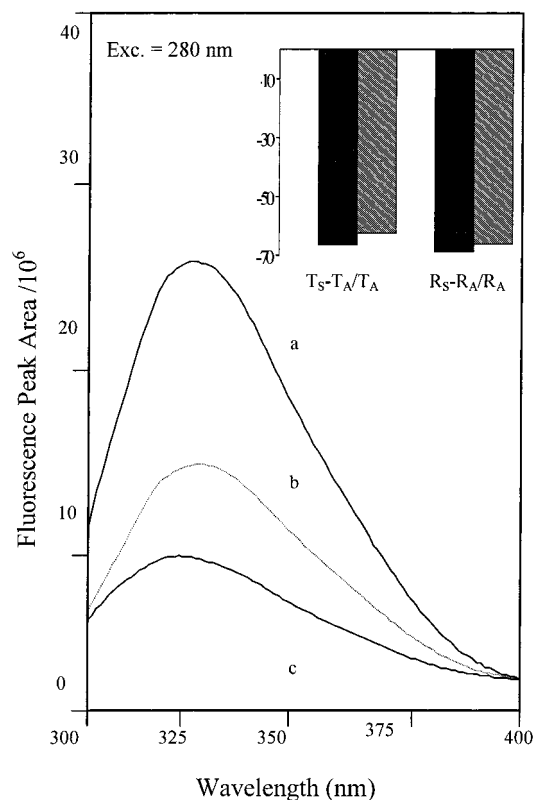 40
Exc. = 280 nm
-10
-30
-50
-70
T_S-T_A/T_A
R_S-R_A/R_A
30
20
10
0
Fluorescence Peak Area /10^6
a
b
c
300
325
350
375
400
Wavelength (nm)